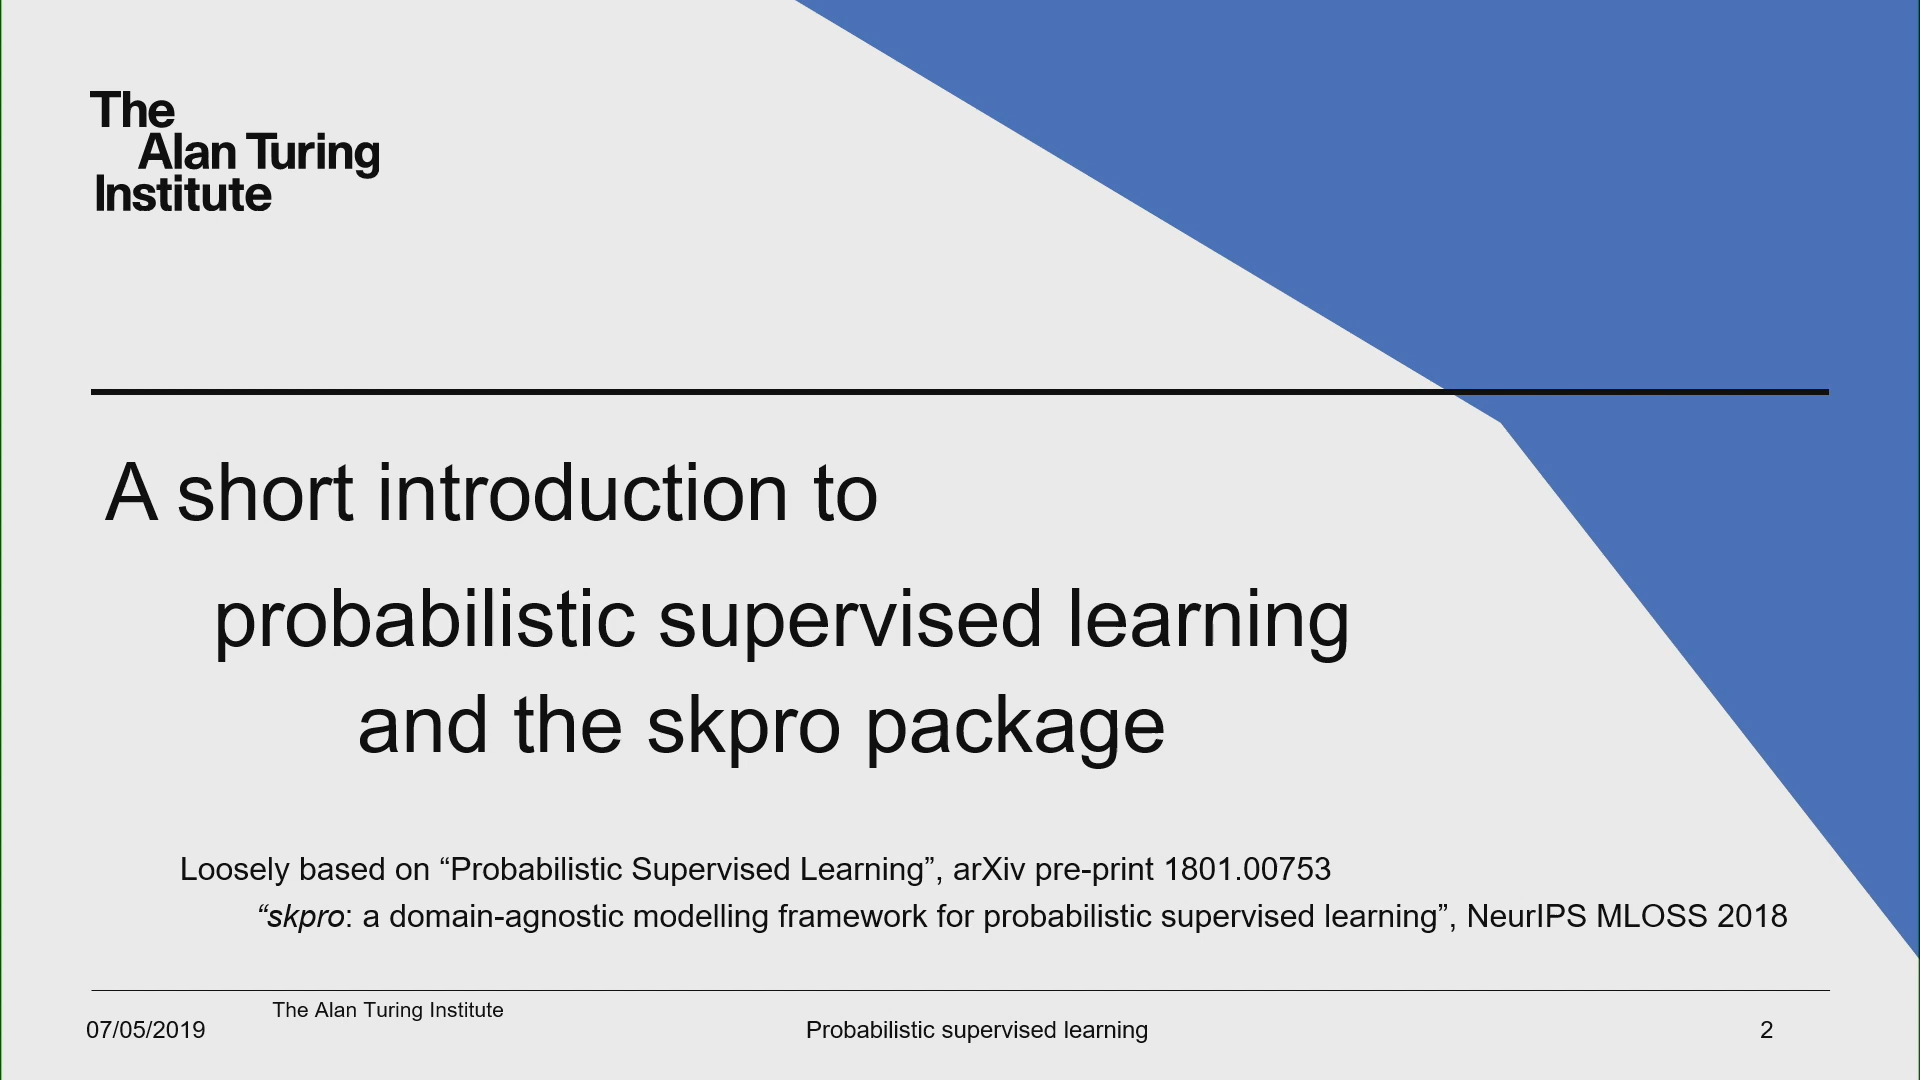 The
Alan Turing
Institute
A short introduction to
probabilistic supervised learning
and the skpro package
Loosely based on “Probabilistic Supervised Learning”, arXiv pre-print 1801.00753
“skpro: a domain-agnostic modelling framework for probabilistic supervised learning”, NeurIPS MLOSS 2018
The Alan Turing Institute
07/05/2019
Probabilistic supervised learning
2